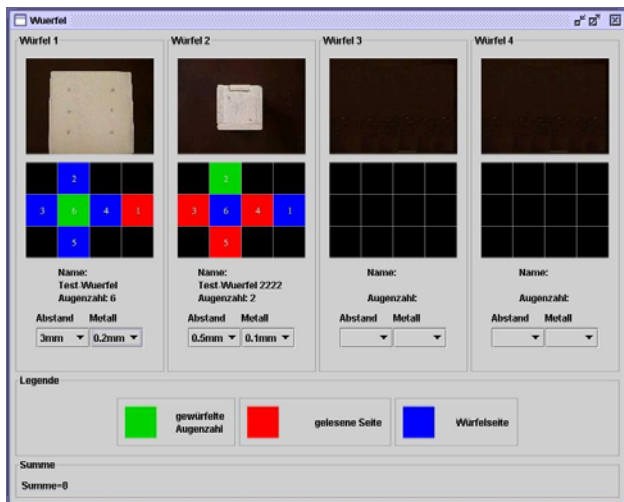 Wuerfel
Würfel 1
2
3 6 4 1
5
Name:
Test-Wuerfel
Augenzahl: 6
Abstand Metall
3mm 0.2mm
Würfel 2
2
3 6 4 1
5
Name:
Test-Wuerfel 2222
Augenzahl: 2
Abstand Metall
0.5mm 0.1mm
Würfel 3
Name:
Augenzahl:
Abstand Metall
Würfel 4
Name:
Augenzahl:
Abstand Metall
Legende
gewürfelte
Augenzahl
gelesene Seite
Würfelseite
Summe
Summe=8